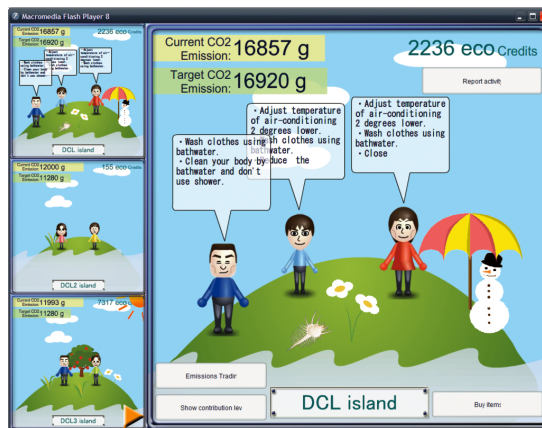 Macromedia Flash Player 8
Current CO2
Emission:
16857 g
2236 eco Credits
Target CO2
Emission:
16920 g
DCL island
Current CO2
Emission:
12000 g
155 eco
Target CO2
Emission:
11280 g
DCL2 island
Current CO2
Emission:
11993 g
7317 eco
Target CO2
Emission:
11280 g
DCL3 island
Current CO2
Emission:
16857 g
2236 eco Credits
Target CO2
Emission:
16920 g
Report activit
・Wash clothes using
bathwater.
・Clean your body by
bathwater and don't
use shower.
・Adjust temperature
of air-conditioning
2 degrees lower.
clothes using
bathwater.
the
・Adjust temperature
of air-conditioning
2 degrees lower.
・Wash clothes using
bathwater.
・Close
Emissions Tradin
Show contribution lev
DCL island
Buy items